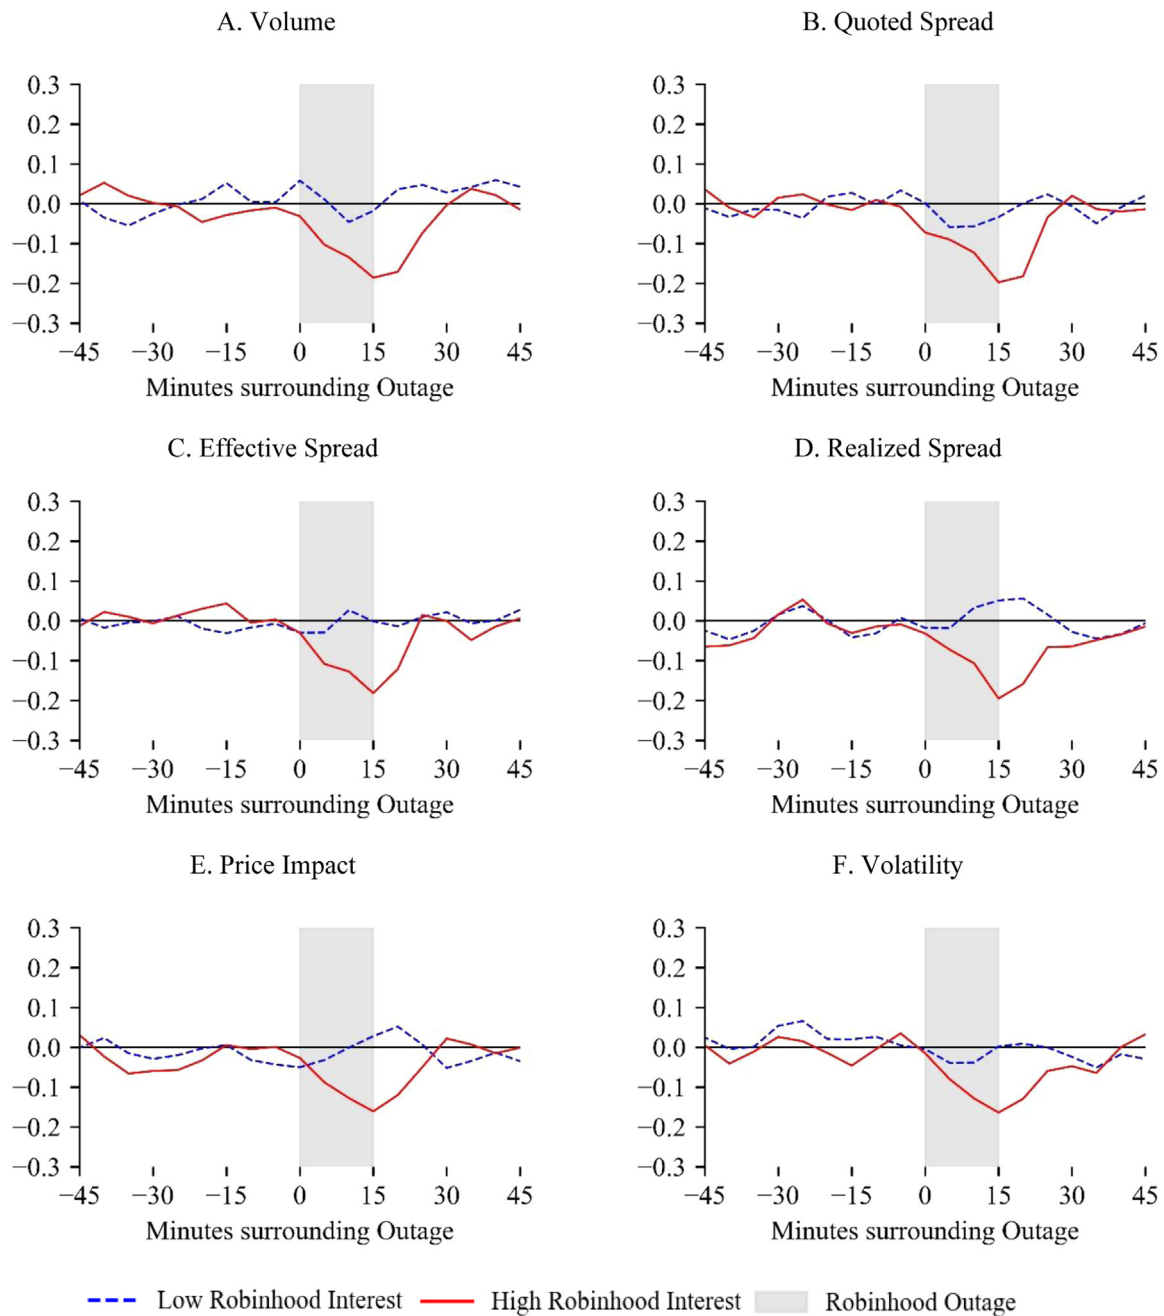 A. Volume
B. Quoted Spread
0.3
0.2
0.1
0.0
−0.1
−0.2
−0.3
−45 −30 −15 0 15 30 45
Minutes surrounding Outage
0.3
0.2
0.1
0.0
−0.1
−0.2
−0.3
−45 −30 −15 0 15 30 45
Minutes surrounding Outage
C. Effective Spread
D. Realized Spread
0.3
0.2
0.1
0.0
−0.1
−0.2
−0.3
−45 −30 −15 0 15 30 45
Minutes surrounding Outage
0.3
0.2
0.1
0.0
−0.1
−0.2
−0.3
−45 −30 −15 0 15 30 45
Minutes surrounding Outage
E. Price Impact
F. Volatility
0.3
0.2
0.1
0.0
−0.1
−0.2
−0.3
−45 −30 −15 0 15 30 45
Minutes surrounding Outage
0.3
0.2
0.1
0.0
−0.1
−0.2
−0.3
−45 −30 −15 0 15 30 45
Minutes surrounding Outage
Low Robinhood Interest High Robinhood Interest Robinhood Outage